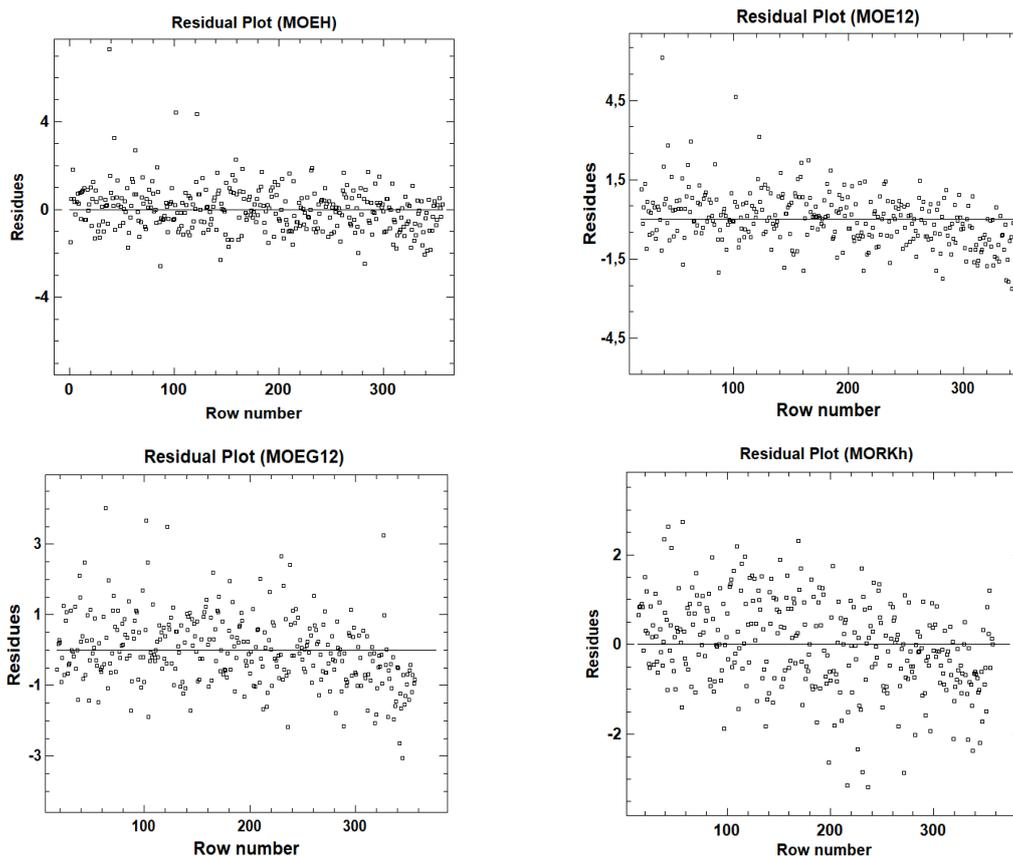 Residual Plot (MOEH)
Residues
4
0
-4
0 100 200 300
Row number
Residual Plot (MOE12)
Residues
4,5
1,5
-1,5
-4,5
100 200 300
Row number
Residual Plot (MOEG12)
Residues
3
1
-1
-3
100 200 300
Row number
Residual Plot (MORKh)
Residues
2
0
-2
100 200 300
Row number